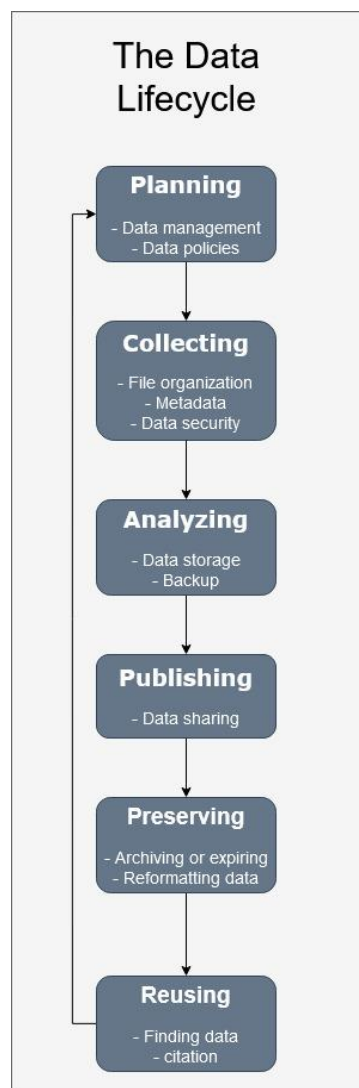 The Data
Lifecycle
Planning
- Data management
- Data policies
Collecting
- File organization
- Metadata
- Data security
Analyzing
- Data storage
- Backup
Publishing
- Data sharing
Preserving
- Archiving or expiring
- Reformatting data
Reusing
- Finding data
- citation